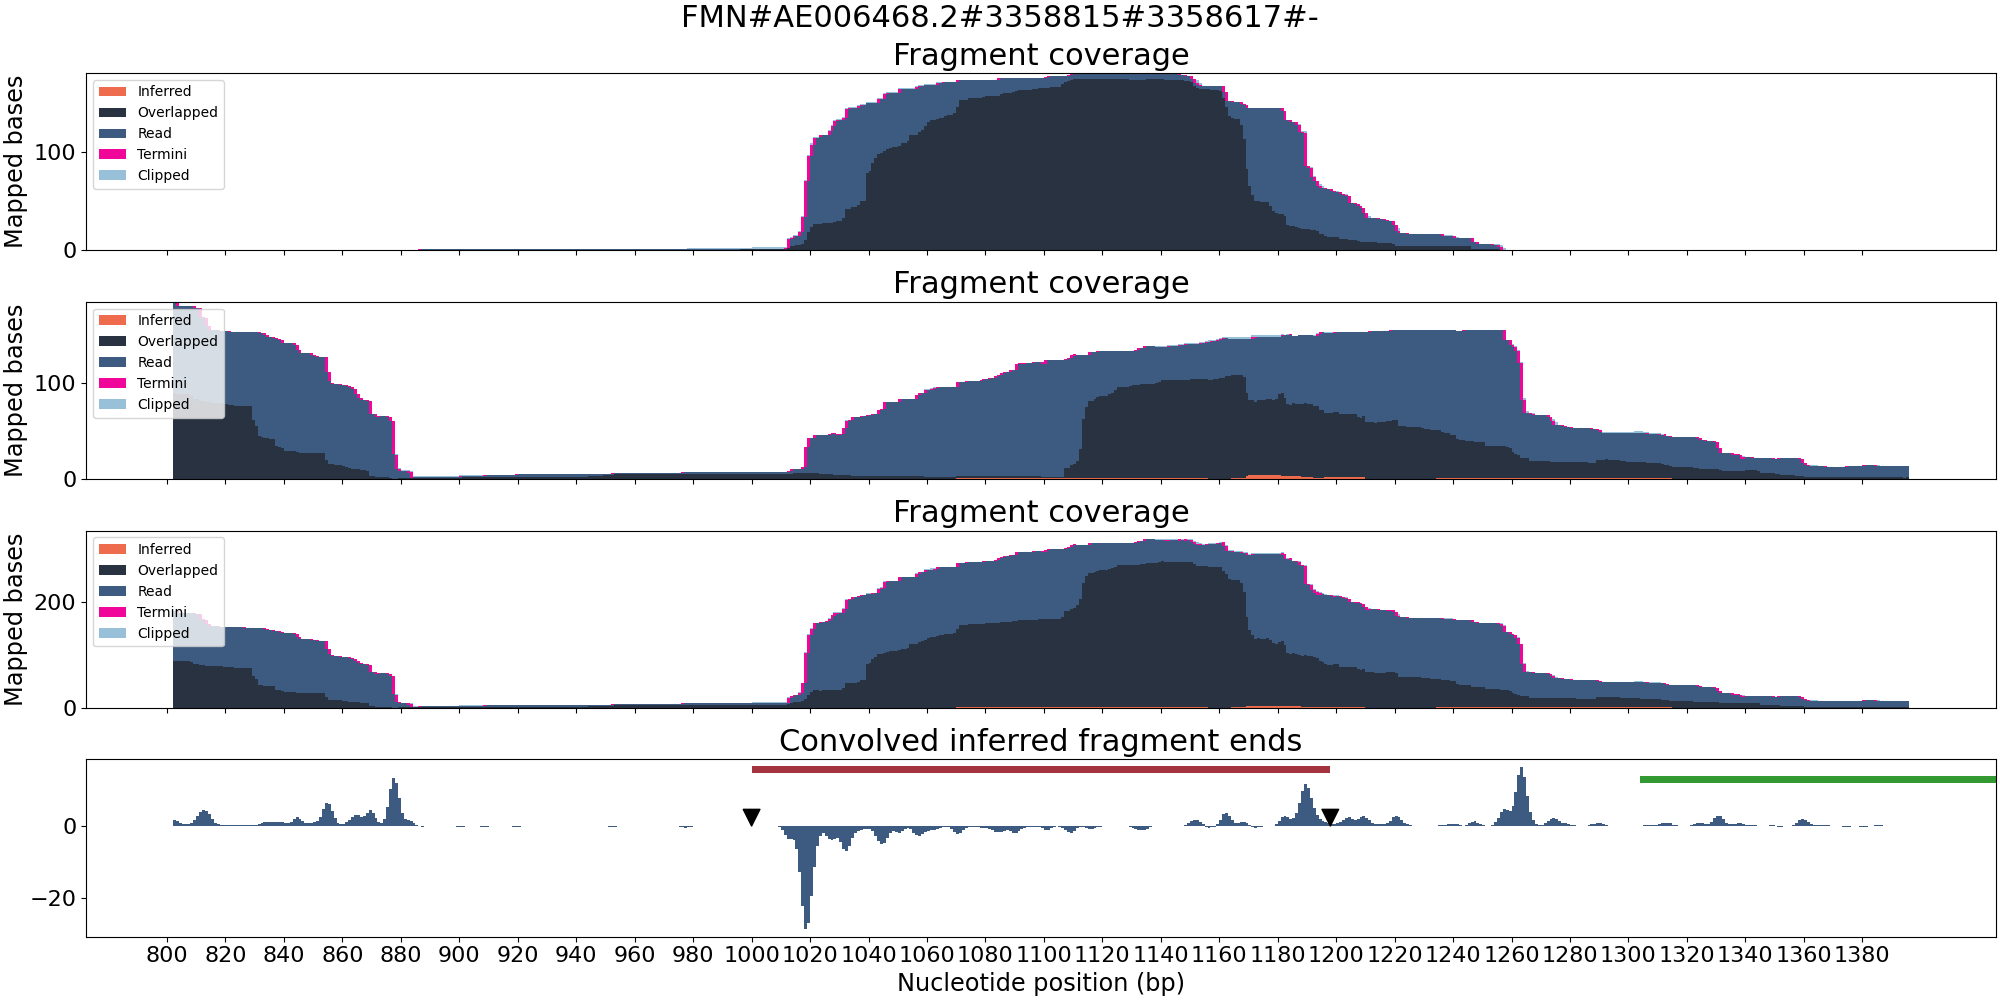 FMN#AE006468.2#3358815#3358617#-
Fragment coverage
Mapped bases
100
0
Inferred
Overlapped
Read
Termini
Clipped
Fragment coverage
Mapped bases
100
0
Inferred
Overlapped
Read
Termini
Clipped
Fragment coverage
Mapped bases
200
0
Inferred
Overlapped
Read
Termini
Clipped
Convolved inferred fragment ends
0
−20
800 820 840 860 880 900 920 940 960 980 1000 1020 1040 1060 1080 1100 1120 1140 1160 1180 1200 1220 1240 1260 1280 1300 1320 1340 1360 1380
Nucleotide position (bp)